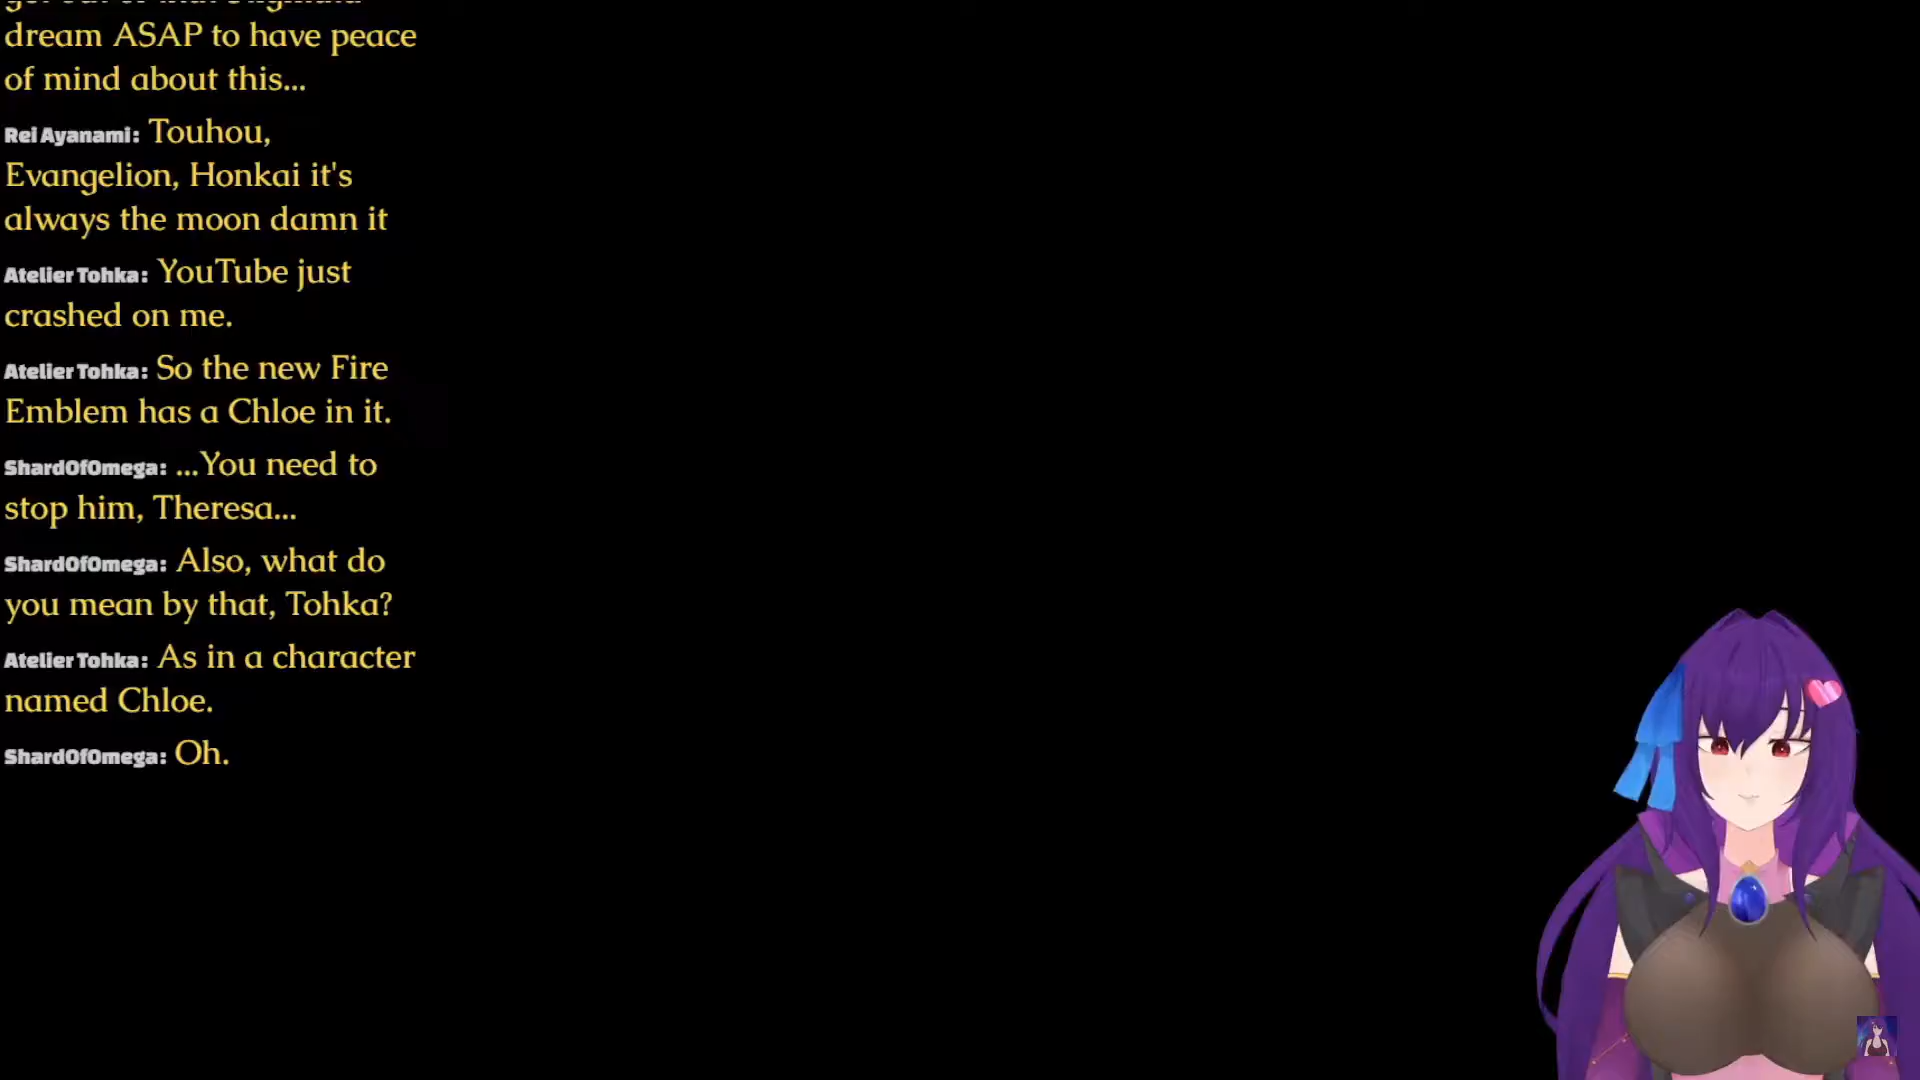 dream ASAP to have peace
of mind about this...
Rei Ayanami: Touhou,
Evangelion, Honkai it's
always the moon damn it
Atelier Tohka: YouTube just
crashed on me.
Atelier Tohka: So the new Fire
Emblem has a Chloe in it.
ShardOfOmega: ...You need to
stop him, Theresa...
ShardOfOmega: Also, what do
you mean by that, Tohka?
Atelier Tohka: As in a character
named Chloe.
ShardOfOmega: Oh.